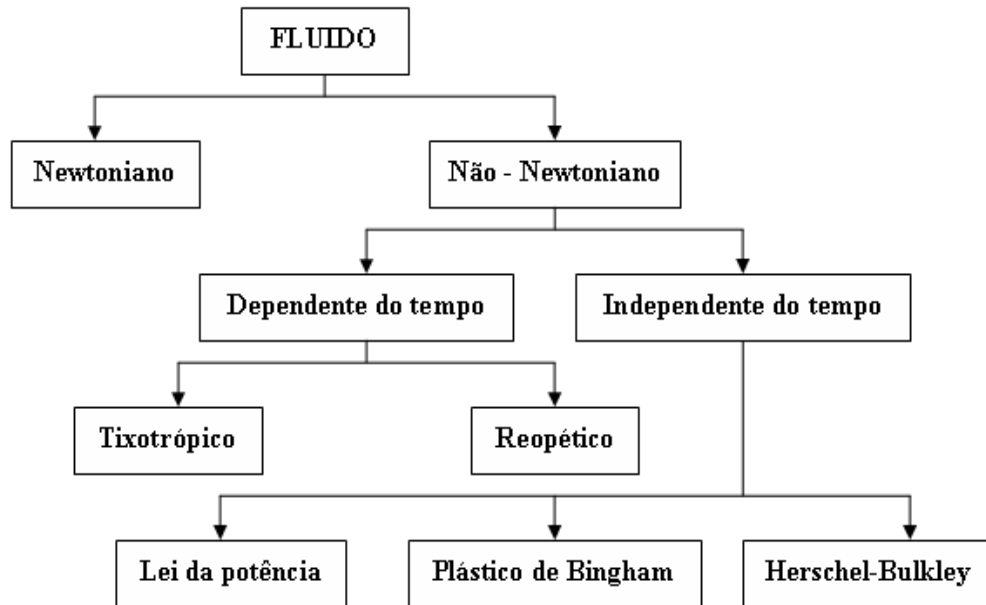 FLUIDO
Newtoniano
Não - Newtoniano
Dependente do tempo
Independente do tempo
Tixotrópico
Reopético
Lei da potência
Plástico de Bingham
Herschel-Bulkley